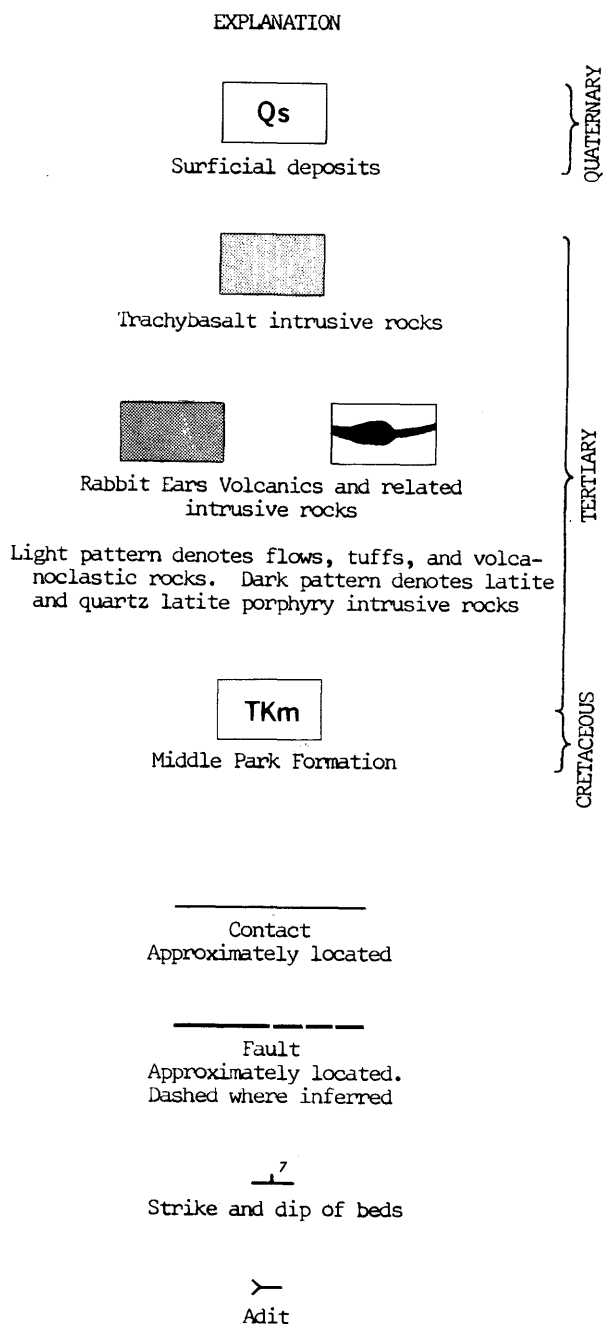 EXPLANATION
Qs
Surficial deposits
QUATERNARY
Trachybasalt intrusive rocks
Rabbit Ears Volcanics and related
intrusive rocks
Light pattern denotes flows, tuffs, and volca-
noclastic rocks. Dark pattern denotes latite
and quartz latite porphyry intrusive rocks
TERTIARY
TKm
Middle Park Formation
CRETACEOUS
Contact
Approximately located
Fault
Approximately located.
Dashed where inferred
7
Strike and dip of beds
Adit